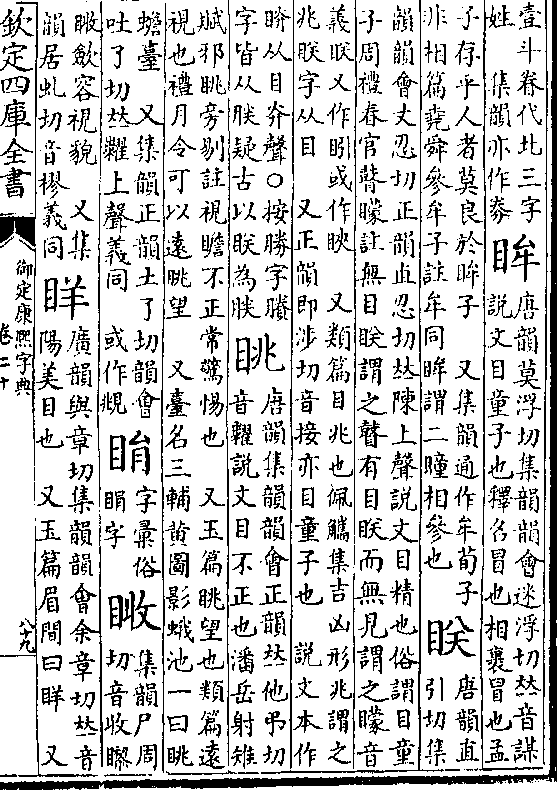 壹斗眷代北三字
姓 集韻亦作
眸
唐韻莫浮切集韻韻會迷浮切𠀤音謀
說文目童子也釋名冒也相裹冒也孟
子存乎人者莫良於眸子 又集韻通作牟荀子
非相篇堯舜參牟子註牟同眸謂二瞳相參也
眹
唐韻直
引切集
韻韻會丈忍切正韻直忍切𠀤陳上聲說文目精也俗謂目童
子周禮春官瞽矇註無目眹謂之瞽有目眹而無見謂之矇音
義眹又作或作眏 又類篇目兆也佩觿集吉凶形兆謂之
兆眹字从目 又正韻即涉切音接亦目童子也 說文本作
从目灷聲○按勝字賸
字皆从朕疑古以眹為朕
眺
唐韻集韻韻會正韻𠀤他弔切
音糶說文目不正也潘岳射雉
賦邪眺旁剔註視瞻不正常驚惕也 又玉篇眺望也類篇遠
視也禮月令可以遠眺望 又臺名三輔黃圖影蛾池一曰眺
蟾臺 又集韻正韻土了切韻會
吐了切𠀤糶上聲義同 或作覜
字彙俗
睊字
集韻尸周
切音收
歛容視貌 又集
韻居虬切音樛義同
眻
廣韻與章切集韻韻會余章切𠀤音
陽美目也 又玉篇眉間曰眻 又
欽定四庫全書
御定康熙字典
卷二十
八十九